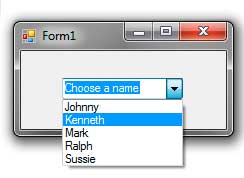 Form1
Choose a name
Johnny
Kenneth
Mark
Ralph
Sussie